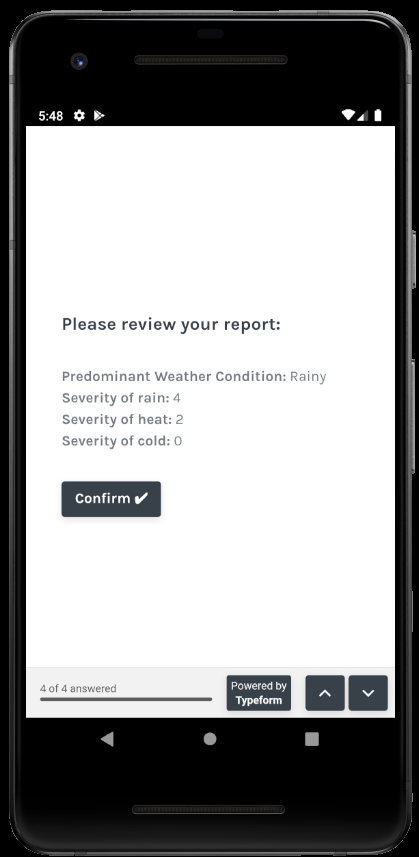 5:48
Please review your report:
Predominant Weather Condition: Rainy
Severity of rain: 4
Severity of heat: 2
Severity of cold: 0
Confirm ✔
4 of 4 answered
Powered by
Typeform